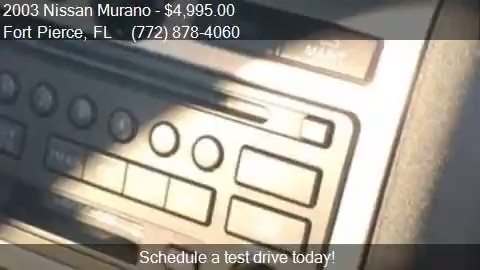 2003 Nissan Murano - $4,995.00
Fort Pierce, FL (772) 878-4060
Schedule a test drive today!